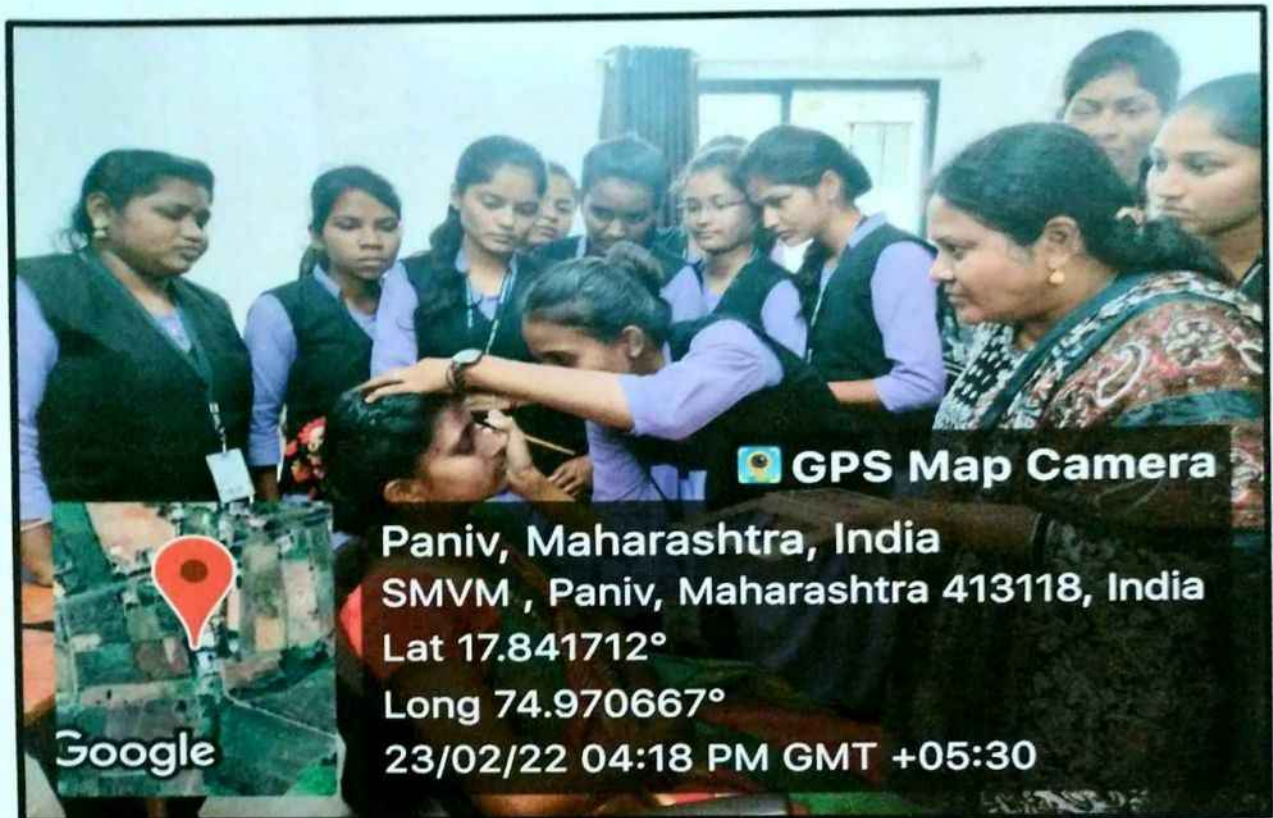 GPS Map Camera
Paniv, Maharashtra, India
SMVM , Paniv, Maharashtra 413118, India
Lat 17.841712°
Long 74.970667°
23/02/22 04:18 PM GMT +05:30
Google